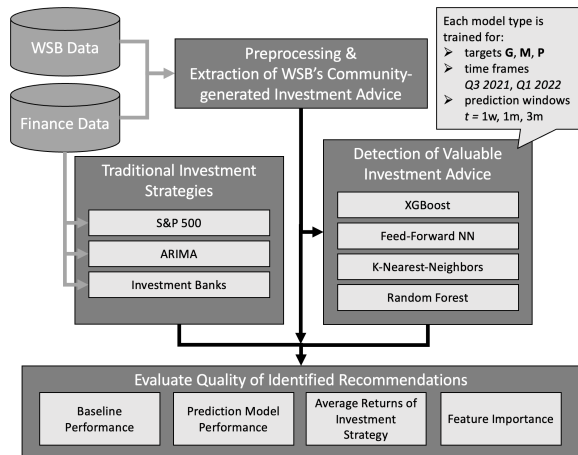 WSB Data
Finance Data
Preprocessing &
Extraction of WSB's Community-
generated Investment Advice
Each model type is
trained for:
➢ targets G, M, P
➢ time frames
Q3 2021, Q1 2022
➢ prediction windows
t = 1w, 1m, 3m
Traditional Investment
Strategies
S&P 500
ARIMA
Investment Banks
Detection of Valuable
Investment Advice
XGBoost
Feed-Forward NN
K-Nearest-Neighbors
Random Forest
Evaluate Quality of Identified Recommendations
Baseline
Performance
Prediction Model
Performance
Average Returns of
Investment
Strategy
Feature Importance